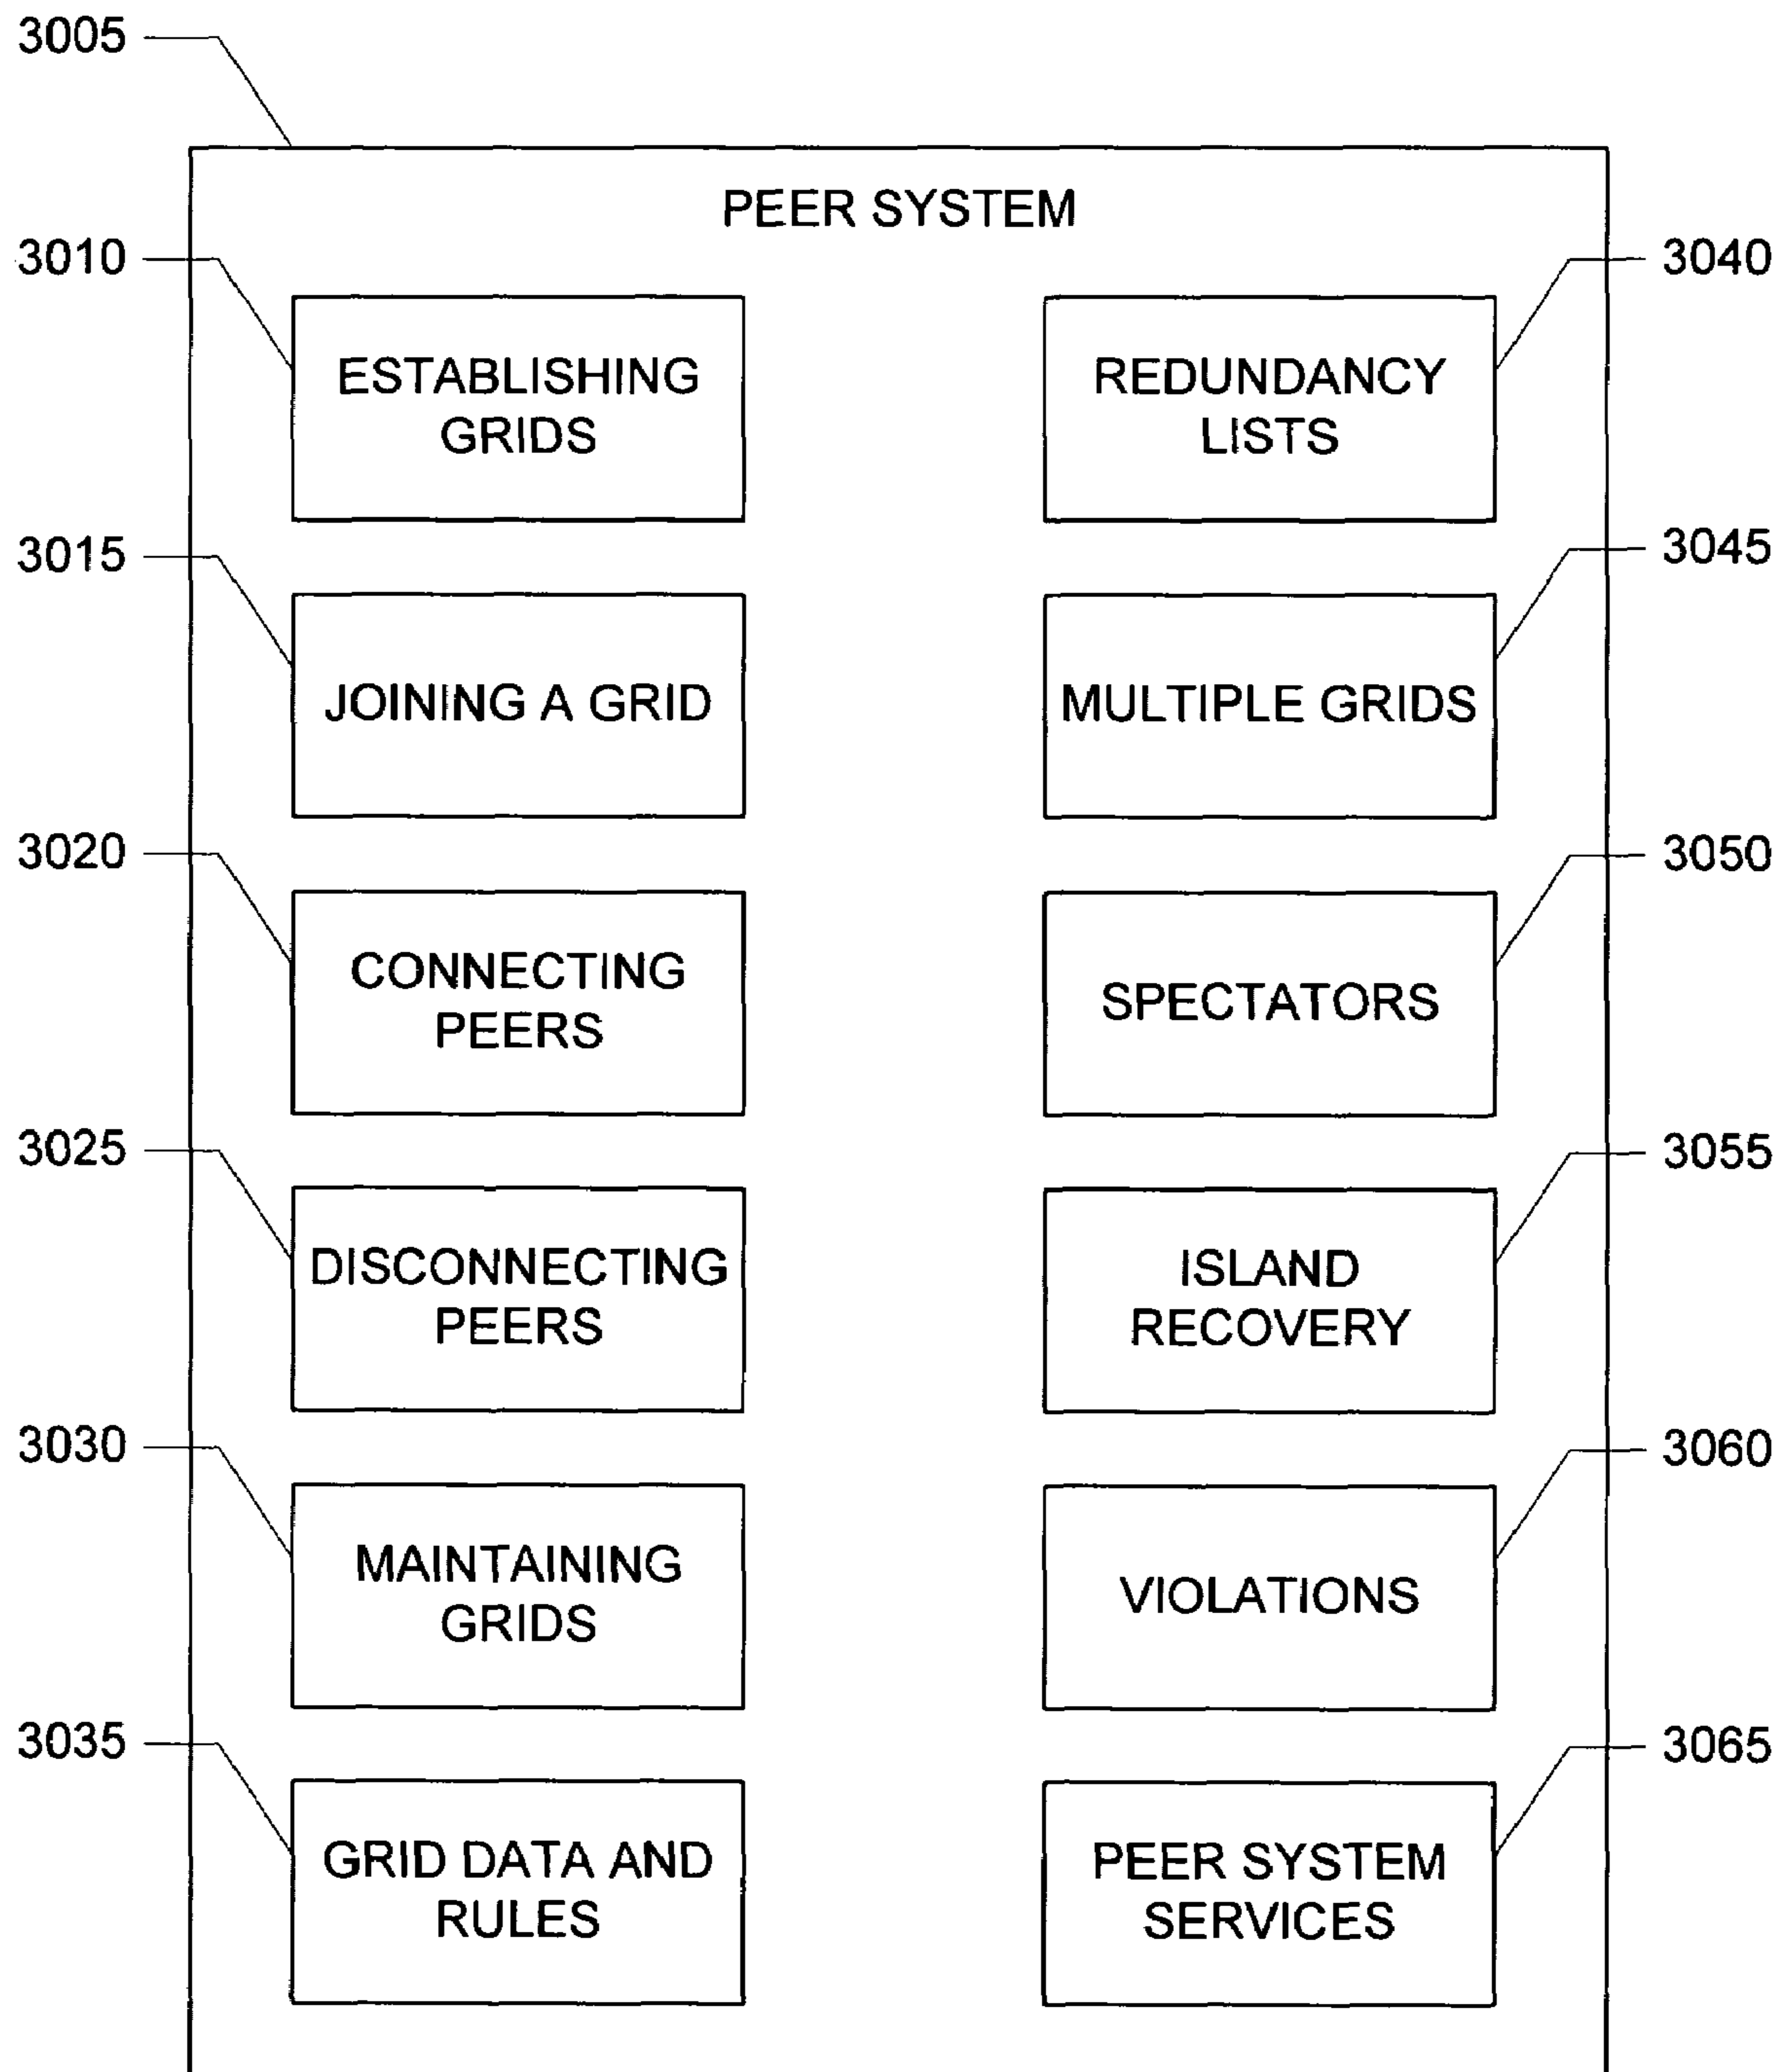 3005
PEER SYSTEM
3010
ESTABLISHING
GRIDS
3015
JOINING A GRID
3020
CONNECTING
PEERS
3025
DISCONNECTING
PEERS
3030
MAINTAINING
GRIDS
3035
GRID DATA AND
RULES
3040
REDUNDANCY
LISTS
3045
MULTIPLE GRIDS
3050
SPECTATORS
3055
ISLAND
RECOVERY
3060
VIOLATIONS
3065
PEER SYSTEM
SERVICES